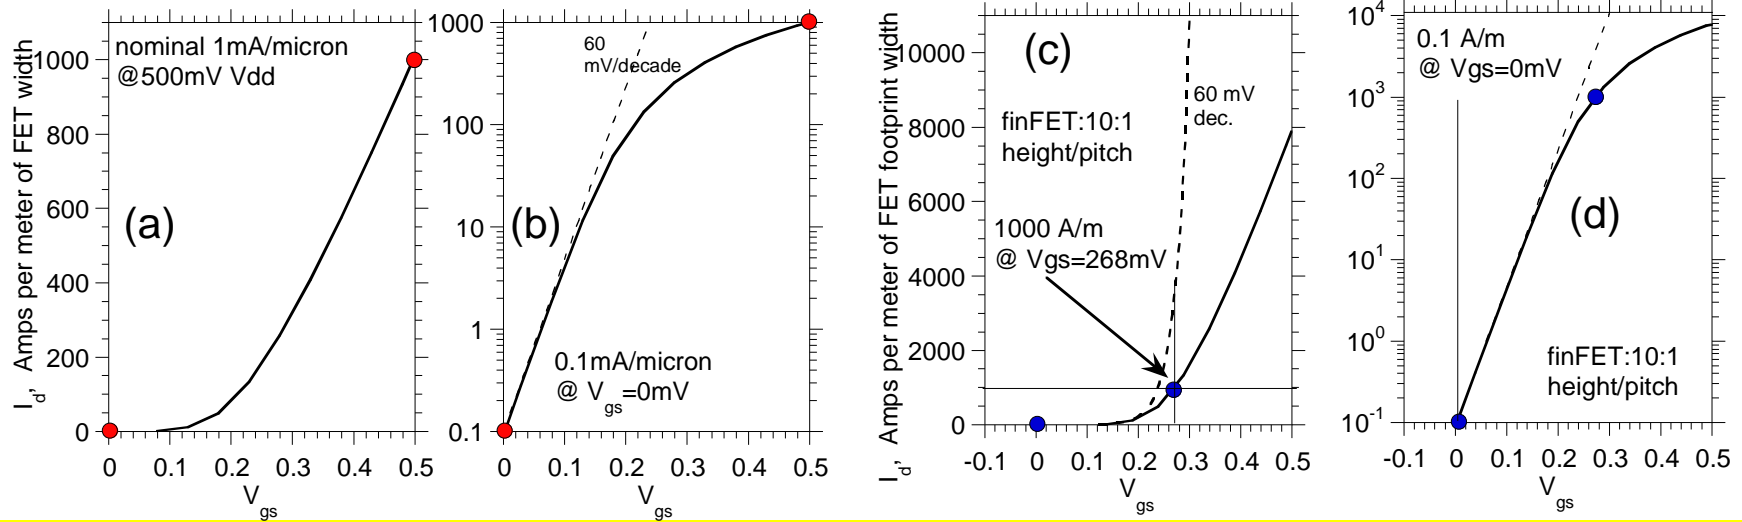 nominal 1mA/micron
@500mV Vdd
(a)
I_d, Amps per meter of FET width
1000
800
600
400
200
0
0 0.1 0.2 0.3 0.4 0.5
V_gs
60
mV/decade
(b)
0.1mA/micron
@ V_gs=0mV
1000
100
10
1
0.1
0 0.1 0.2 0.3 0.4 0.5
V_gs
(c)
60 mV
dec.
finFET:10:1
height/pitch
1000 A/m
@ Vgs=268mV
I_d, Amps per meter of FET footprint width
10000
8000
6000
4000
2000
0
-0.1 0 0.1 0.2 0.3 0.4 0.5
V_gs
0.1 A/m
@ Vgs=0mV
(d)
finFET:10:1
height/pitch
10^4
10^3
10^2
10^1
10^0
10^-1
-0.1 0 0.1 0.2 0.3 0.4 0.5
V_gs